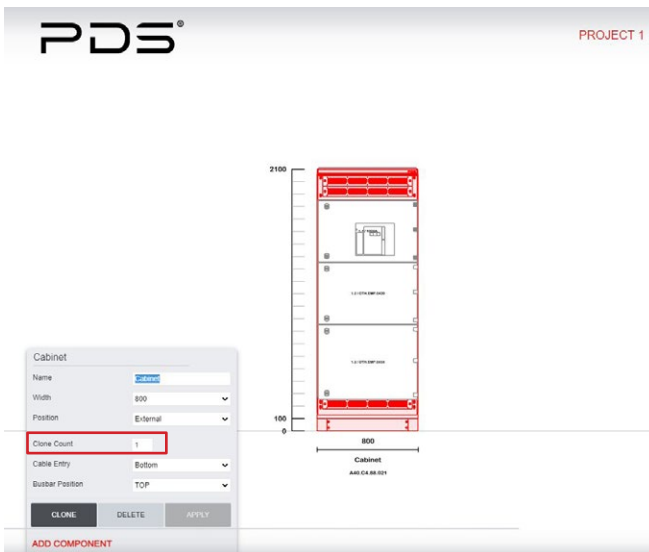 PDS®
PROJECT 1
2100
100
0
800
Cabinet
A40.C4.88.021
Cabinet
Name Cabinet
Width 800
Position External
Clone Count 1
Cable Entry Bottom
Busbar Position TOP
CLONE DELETE APPLY
ADD COMPONENT